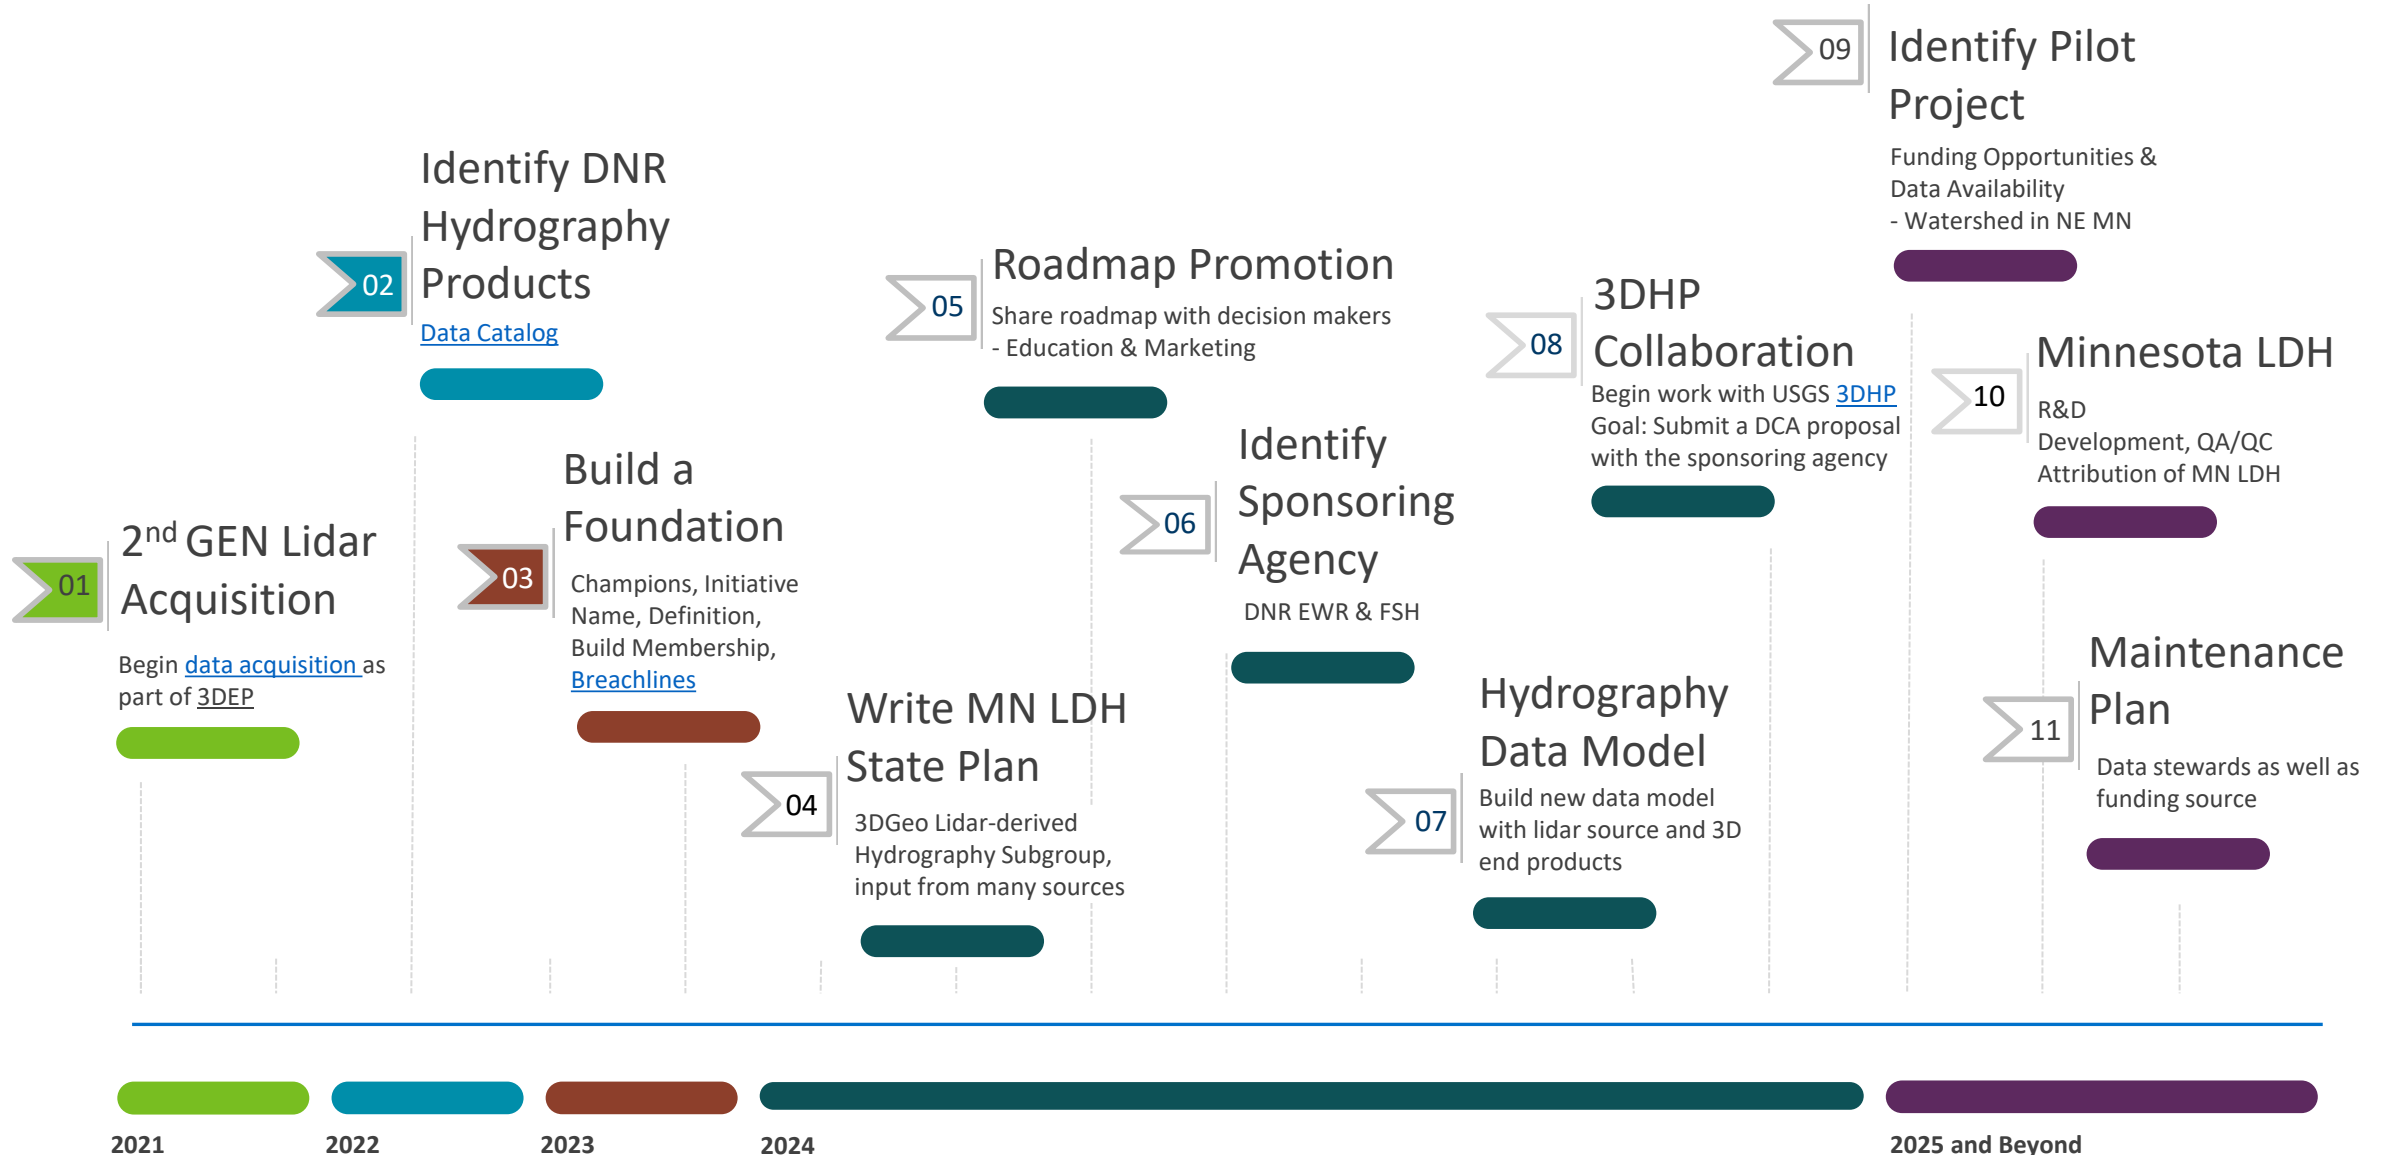 01
2nd GEN Lidar
Acquisition
Begin data acquisition as
part of 3DEP
02
Identify DNR
Hydrography
Products
Data Catalog
03
Build a
Foundation
Champions, Initiative
Name, Definition,
Build Membership,
Breachlines
04
Write MN LDH
State Plan
3DGeo Lidar-derived
Hydrography Subgroup,
input from many sources
05
Roadmap Promotion
Share roadmap with decision makers
- Education & Marketing
06
Identify
Sponsoring
Agency
DNR EWR & FSH
07
Hydrography
Data Model
Build new data model
with lidar source and 3D
end products
08
3DHP
Collaboration
Begin work with USGS 3DHP
Goal: Submit a DCA proposal
with the sponsoring agency
09
Identify Pilot
Project
Funding Opportunities &
Data Availability
- Watershed in NE MN
10
Minnesota LDH
R&D
Development, QA/QC
Attribution of MN LDH
11
Maintenance
Plan
Data stewards as well as
funding source
2021
2022
2023
2024
2025 and Beyond